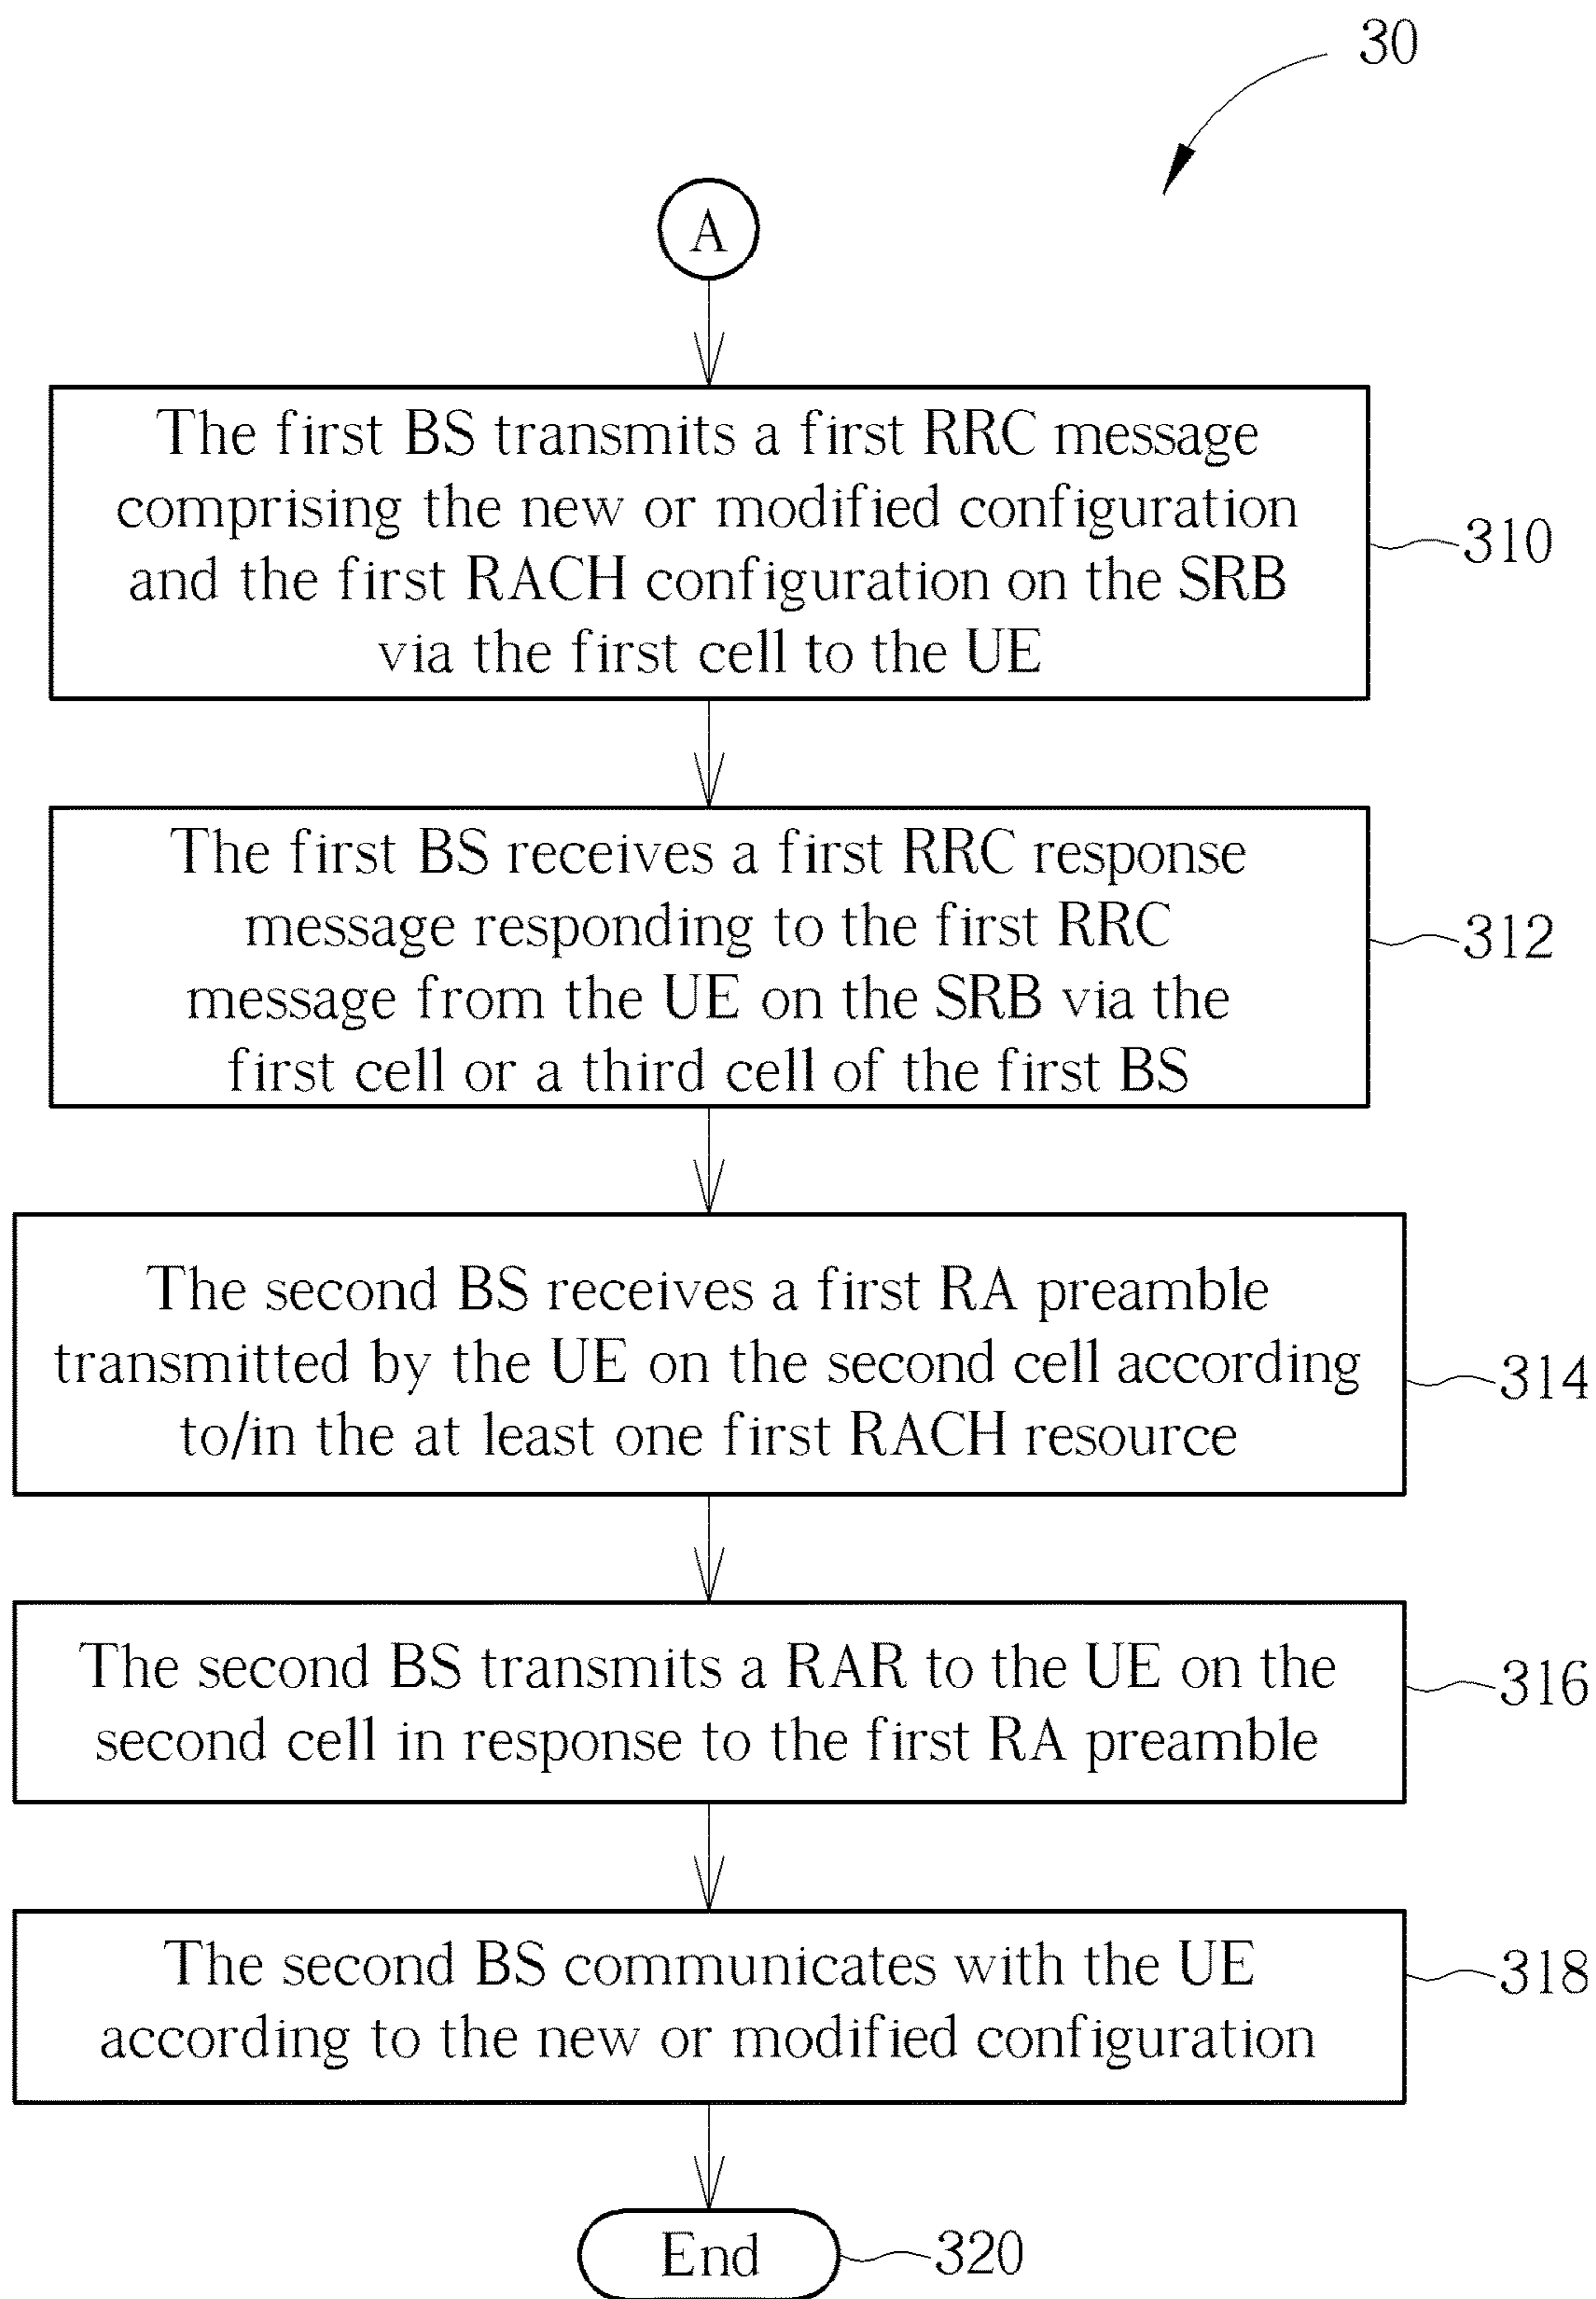 30
A
The first BS transmits a first RRC message
comprising the new or modified configuration
and the first RACH configuration on the SRB
via the first cell to the UE
310
The first BS receives a first RRC response
message responding to the first RRC
message from the UE on the SRB via the
first cell or a third cell of the first BS
312
The second BS receives a first RA preamble
transmitted by the UE on the second cell according
to/in the at least one first RACH resource
314
The second BS transmits a RAR to the UE on the
second cell in response to the first RA preamble
316
The second BS communicates with the UE
according to the new or modified configuration
318
End
320